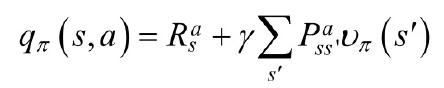 q_π(s,a) = R_s^a + γ∑_{s'} P_{ss'}^a υ_π(s′)